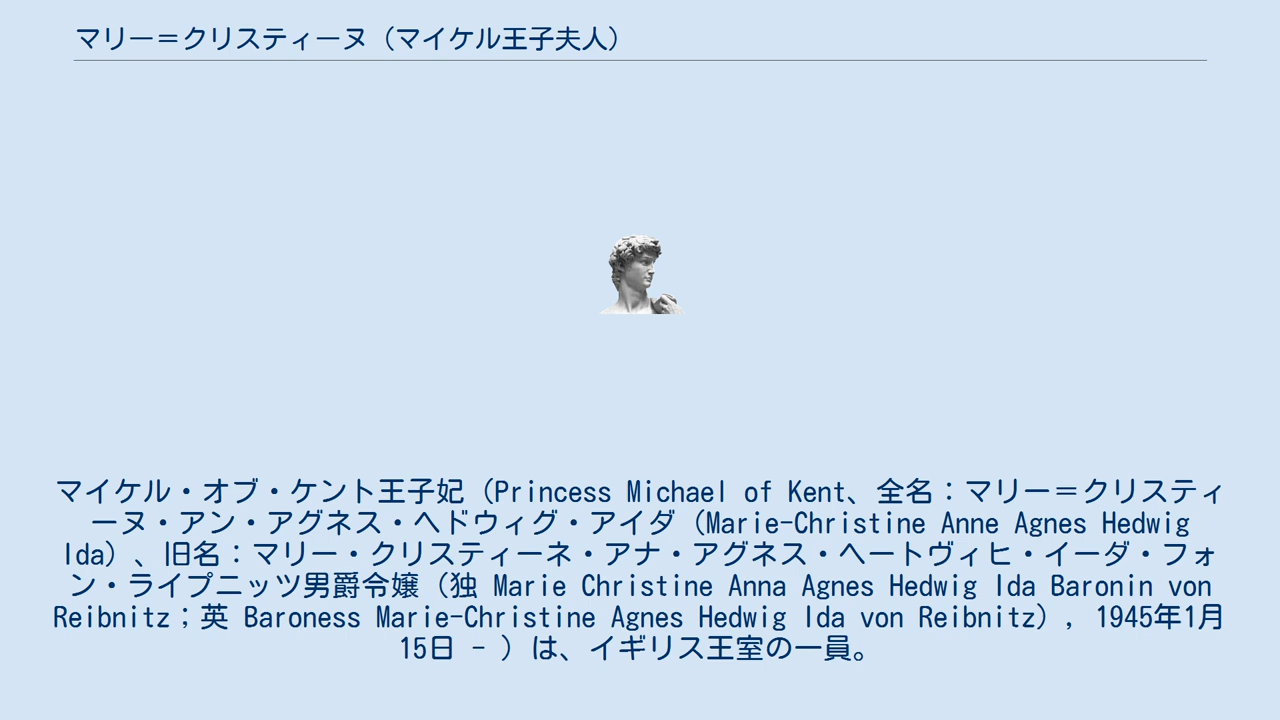 マリー＝クリスティーヌ（マイケル王子夫人）
マイケル・オブ・ケント王子妃（Princess Michael of Kent、全名：マリー＝クリスティ
ーヌ・アン・アグネス・ヘドウィグ・アイダ（Marie-Christine Anne Agnes Hedwig
Ida）、旧名：マリー・クリスティーネ・アナ・アグネス・ヘートヴィヒ・イーダ・フォ
ン・ライプニッツ男爵令嬢（独 Marie Christine Anna Agnes Hedwig Ida Baronin von
Reibnitz；英 Baroness Marie-Christine Agnes Hedwig Ida von Reibnitz）, 1945年1月
15日 - ）は、イギリス王室の一員。